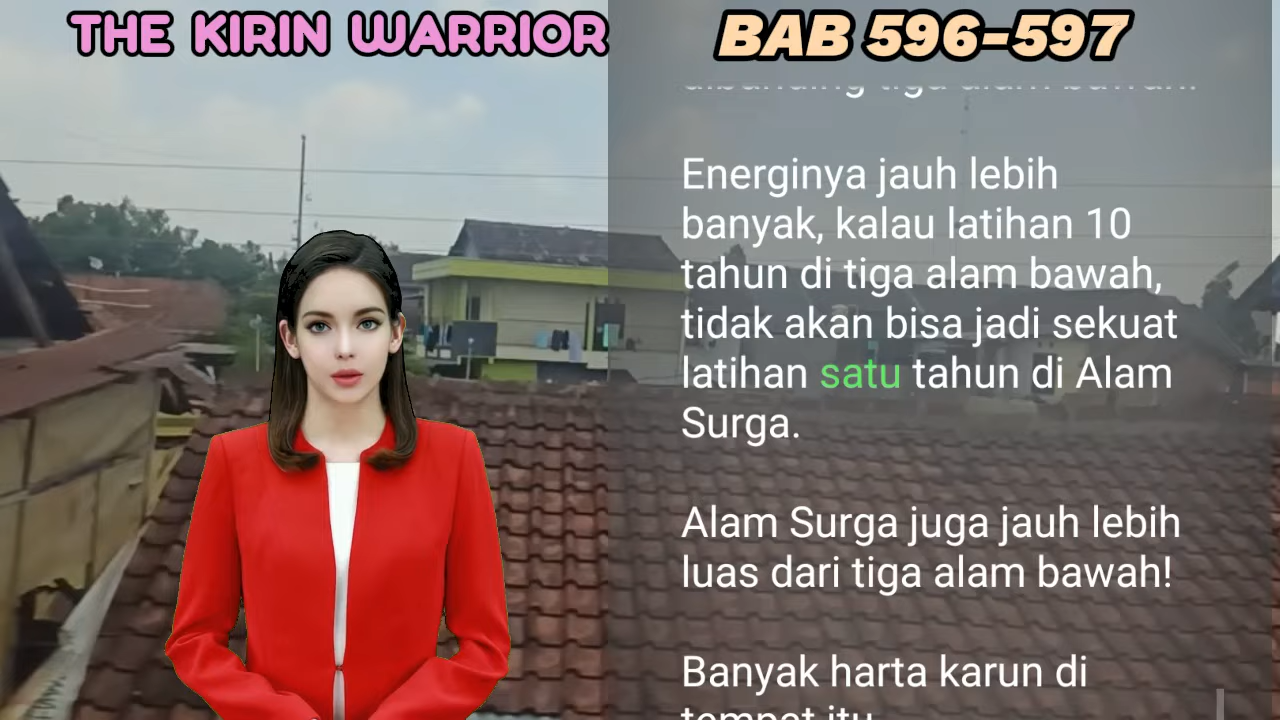 THE KIRIN WARRIOR
BAB 596-597
Energinya jauh lebih
banyak, kalau latihan 10
tahun di tiga alam bawah,
tidak akan bisa jadi sekuat
latihan satu tahun di Alam
Surga.
Alam Surga juga jauh lebih
luas dari tiga alam bawah!
Banyak harta karun di
tempat itu